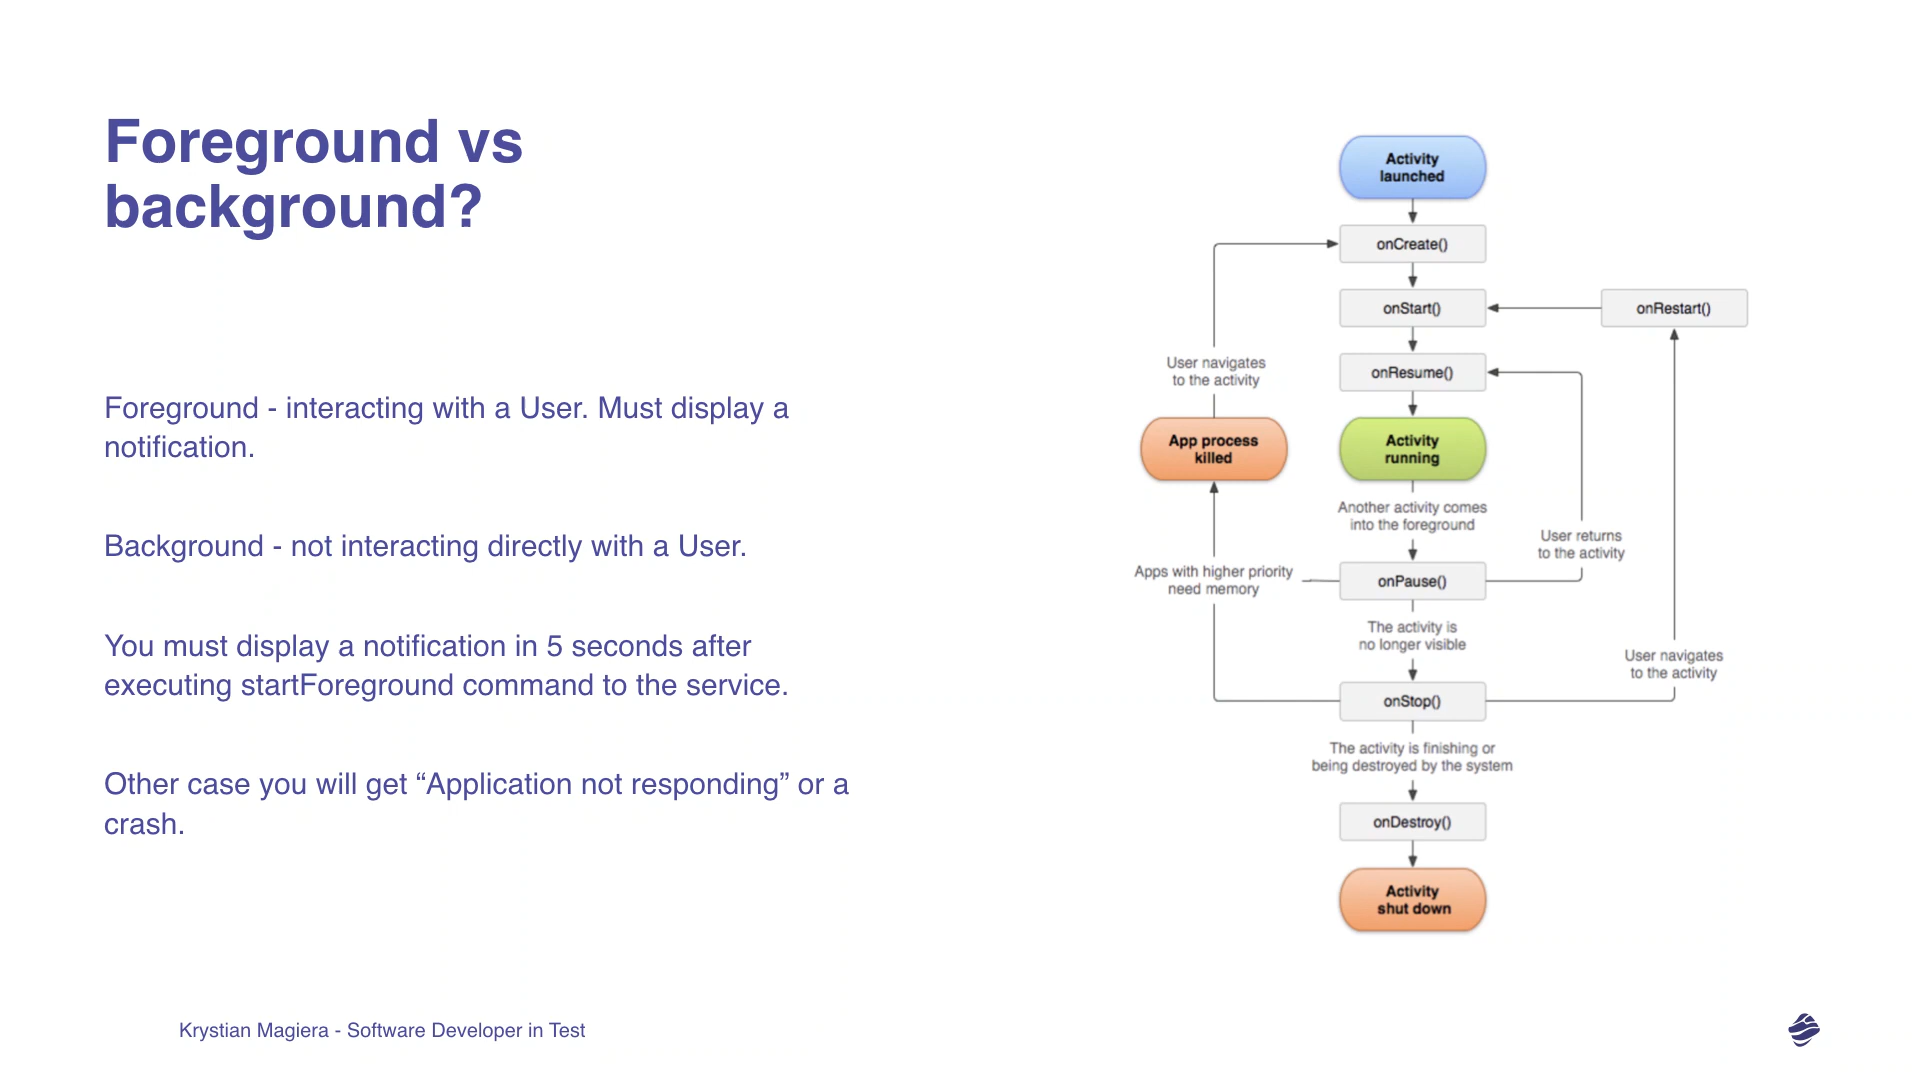 Foreground vs
background?
Foreground - interacting with a User. Must display a
notification.
Background - not interacting directly with a User.
You must display a notification in 5 seconds after
executing startForeground command to the service.
Other case you will get “Application not responding” or a
crash.
Activity
launched
onCreate()
onStart()
onRestart()
User navigates
to the activity
onResume()
App process
killed
Activity
running
Another activity comes
into the foreground
User returns
to the activity
Apps with higher priority
need memory
onPause()
The activity is
no longer visible
User navigates
to the activity
onStop()
The activity is finishing or
being destroyed by the system
onDestroy()
Activity
shut down
Krystian Magiera - Software Developer in Test